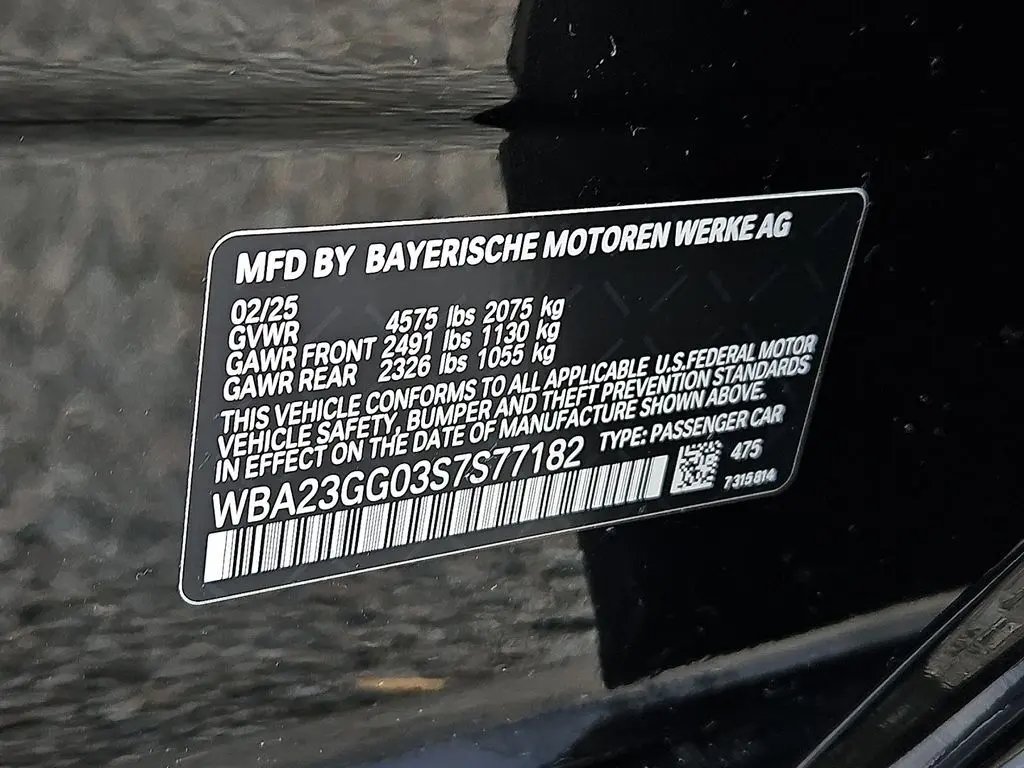 MFD BY BAYERISCHE MOTOREN WERKE AG
02/25
GVWR 4575 lbs 2075 kg
GAWR FRONT 2491 lbs 1130 kg
GAWR REAR 2326 lbs 1055 kg
THIS VEHICLE CONFORMS TO ALL APPLICABLE U.S.FEDERAL MOTOR
VEHICLE SAFETY, BUMPER AND THEFT PREVENTION STANDARDS
IN EFFECT ON THE DATE OF MANUFACTURE SHOWN ABOVE.
WBA23GG03S7S77182 TYPE: PASSENGER CAR
475
7315814